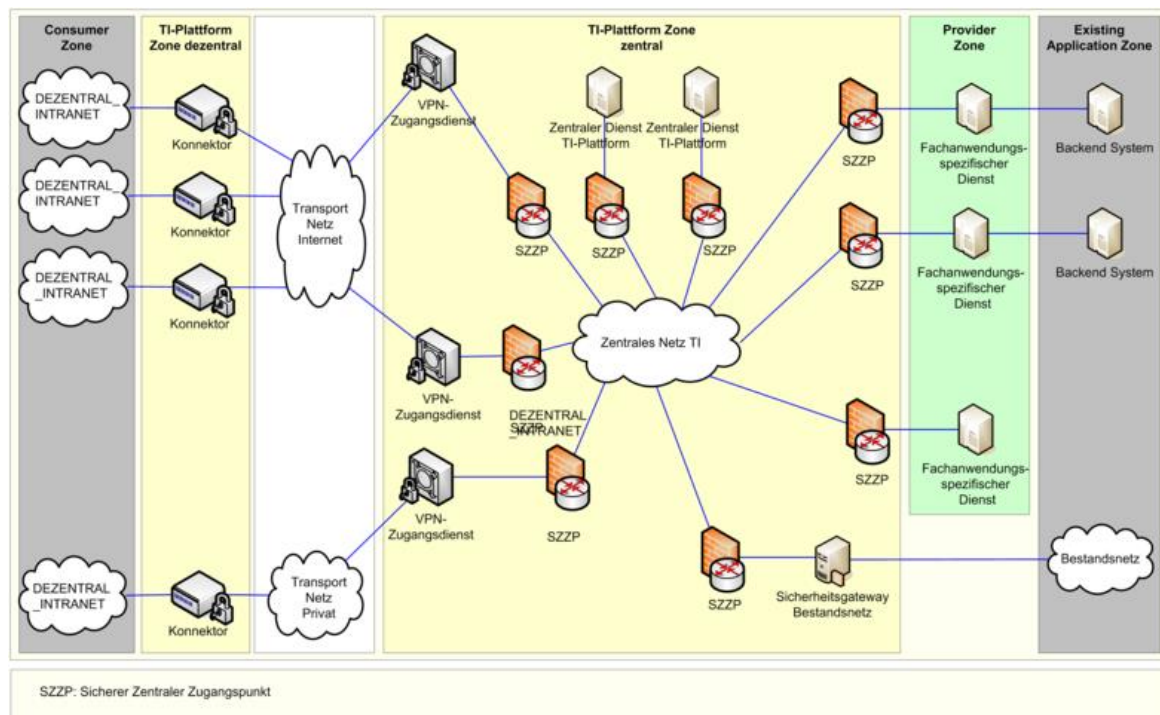 Consumer
Zone
TI-Plattform
Zone dezentral
TI-Plattform Zone
zentral
Provider
Zone
Existing
Application Zone
DEZENTRAL_
INTRANET
Konnektor
DEZENTRAL_
INTRANET
Konnektor
DEZENTRAL
_INTRANET
Konnektor
DEZENTRAL
_INTRANET
Konnektor
Transport
Netz
Internet
Transport
Netz
Privat
VPN-
Zugangsdienst
VPN-
Zugangsdienst
VPN-
Zugangsdienst
Zentraler Dienst
TI-Plattform
Zentraler Dienst
TI-Plattform
SZZP
SZZP
SZZP
Zentrales Netz TI
DEZENTRAL
_INTRANET
SZZP
SZZP
SZZP
SZZP
SZZP
SZZP
Sicherheitsgateway
Bestandsnetz
Fachanwendungs-
spezifischer
Dienst
Fachanwendungs-
spezifischer
Dienst
Fachanwendungs-
spezifischer
Dienst
Backend System
Backend System
Bestandsnetz
SZZP: Sicherer Zentraler Zugangspunkt